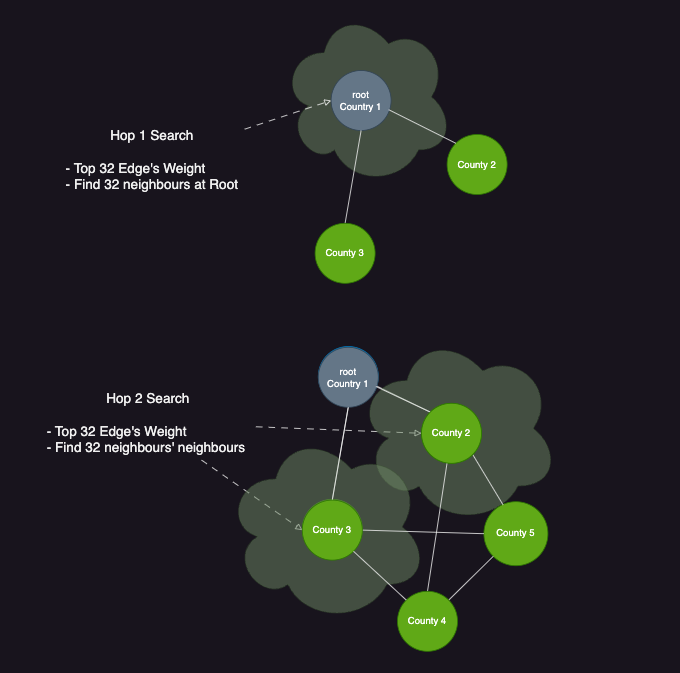 root
Country 1
Hop 1 Search
- Top 32 Edge's Weight
- Find 32 neighbours at Root
County 2
County 3
root
Country 1
Hop 2 Search
- Top 32 Edge's Weight
- Find 32 neighbours' neighbours
County 2
County 3
County 5
County 4